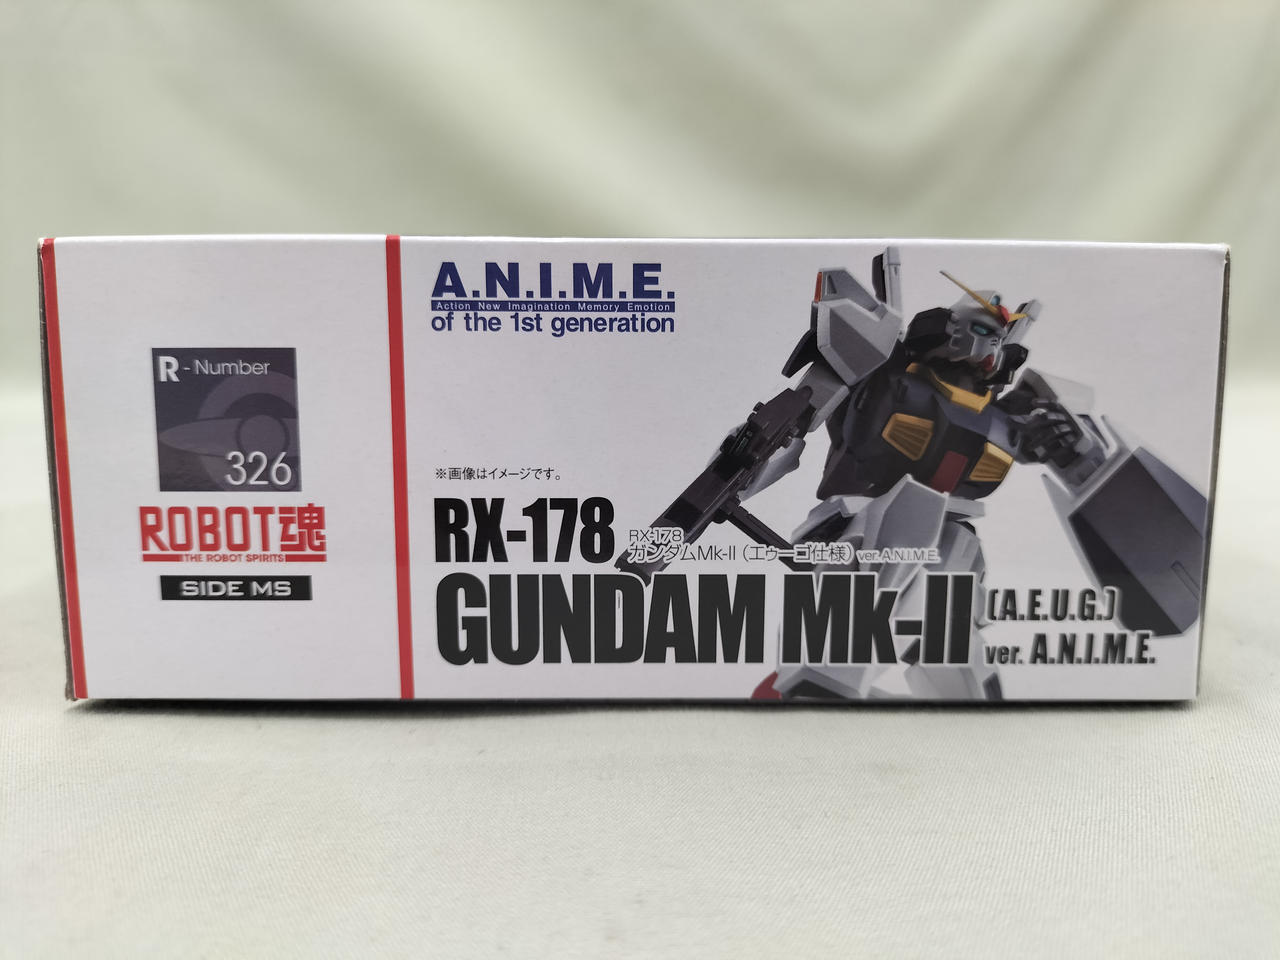 R - Number
326
ROBOT魂
THE ROBOT SPIRITS
SIDE MS
A.N.I.M.E.
Action New Imagination Memory Emotion
of the 1st generation
※画像はイメージです。
RX-178
RX-178
ガンダムMk-II（エゥーゴ仕様）ver. A.N.I.M.E.
GUNDAM Mk-II
(A.E.U.G.)
ver. A.N.I.M.E.